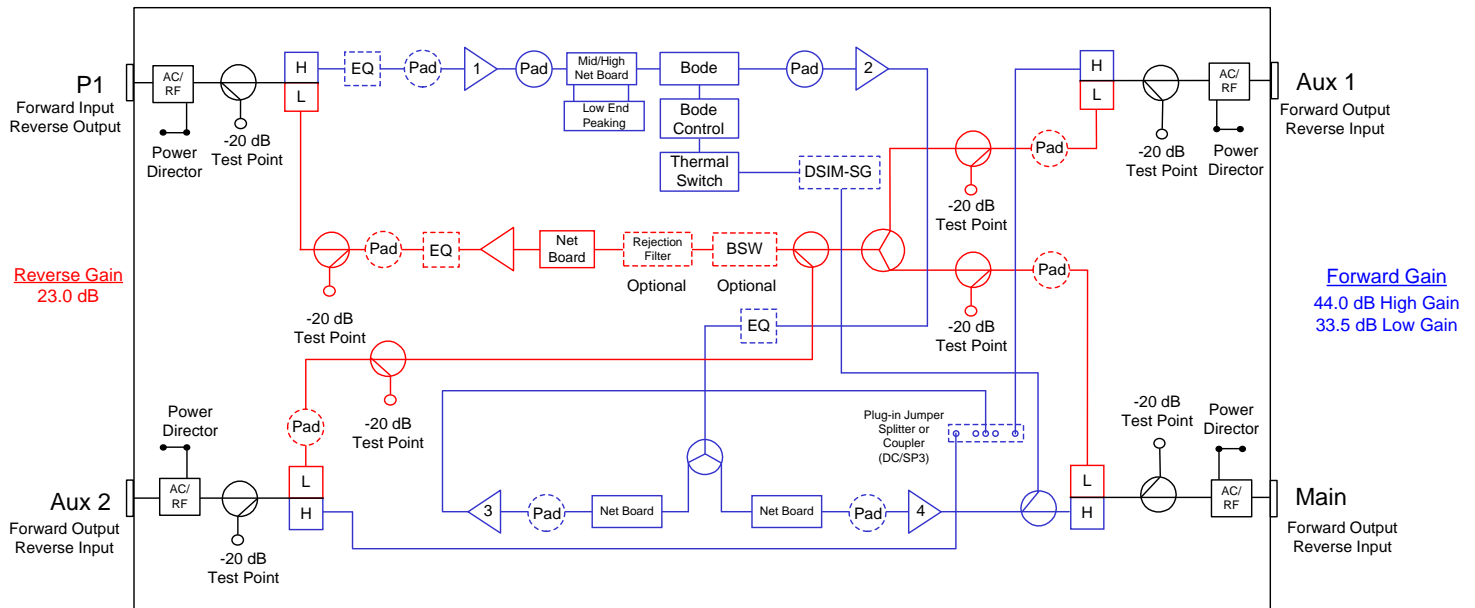 P1
Forward Input
Reverse Output
AC/
RF
Power
Director
-20 dB
Test Point
H
L
EQ
Pad
1
Pad
Mid/High
Net Board
Low End
Peaking
Bode
Bode
Control
Thermal
Switch
DSIM-SG
Pad
2
H
L
Pad
-20 dB
Test Point
-20 dB
Test Point
AC/
RF
Power
Director
Aux 1
Forward Output
Reverse Input
Reverse Gain
23.0 dB
-20 dB
Test Point
Pad
EQ
Net
Board
Rejection
Filter
Optional
BSW
Optional
-20 dB
Test Point
Pad
Forward Gain
44.0 dB High Gain
33.5 dB Low Gain
EQ
-20 dB
Test Point
Pad
Power
Director
Aux 2
Forward Output
Reverse Input
AC/
RF
-20 dB
Test Point
L
H
3
Pad
Net Board
Net Board
Pad
4
Plug-in Jumper
Splitter or
Coupler
(DC/SP3)
L
H
-20 dB
Test Point
Power
Director
AC/
RF
Main
Forward Output
Reverse Input